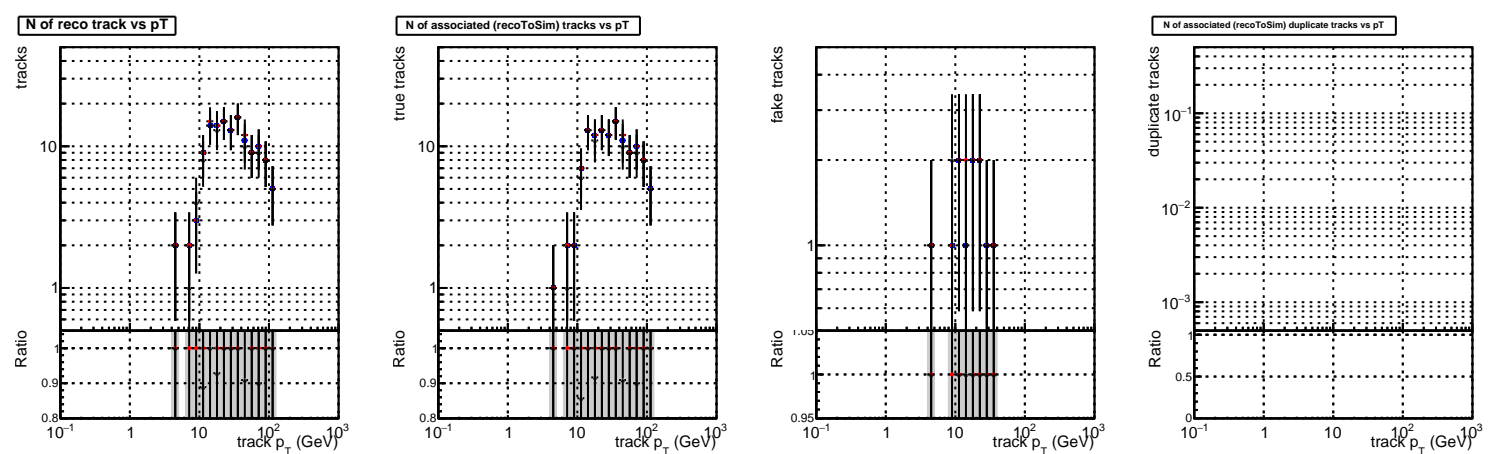 N of reco track vs pT
tracks
10
1
Ratio
1
0.9
0.8
10⁻¹ 1 10 10² 10³
track p_T (GeV)
N of associated (recoToSim) tracks vs pT
true tracks
10
1
Ratio
1
0.9
0.8
10⁻¹ 1 10 10² 10³
track p_T (GeV)
fake tracks
1
Ratio
1.05
1
0.95
10⁻¹ 1 10 10² 10³
track p_T (GeV)
N of associated (recoToSim) duplicate tracks vs pT
duplicate tracks
10⁻¹
10⁻²
10⁻³
Ratio
1
0.5
0
10⁻¹ 1 10 10² 10³
track p_T (GeV)